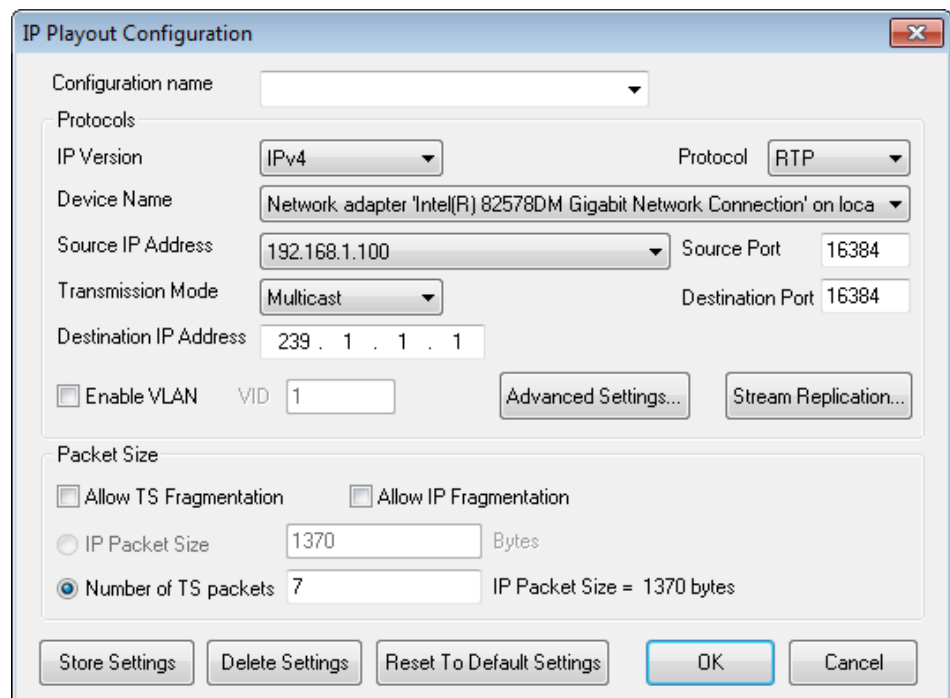 IP Playout Configuration
Configuration name
Protocols
IP Version IPv4 Protocol RTP
Device Name Network adapter 'Intel(R) 82578DM Gigabit Network Connection' on loca
Source IP Address 192.168.1.100 Source Port 16384
Transmission Mode Multicast Destination Port 16384
Destination IP Address 239 . 1 . 1 . 1
Enable VLAN VID 1 Advanced Settings... Stream Replication...
Packet Size
Allow TS Fragmentation Allow IP Fragmentation
IP Packet Size 1370 Bytes
Number of TS packets 7 IP Packet Size = 1370 bytes
Store Settings Delete Settings Reset To Default Settings OK Cancel